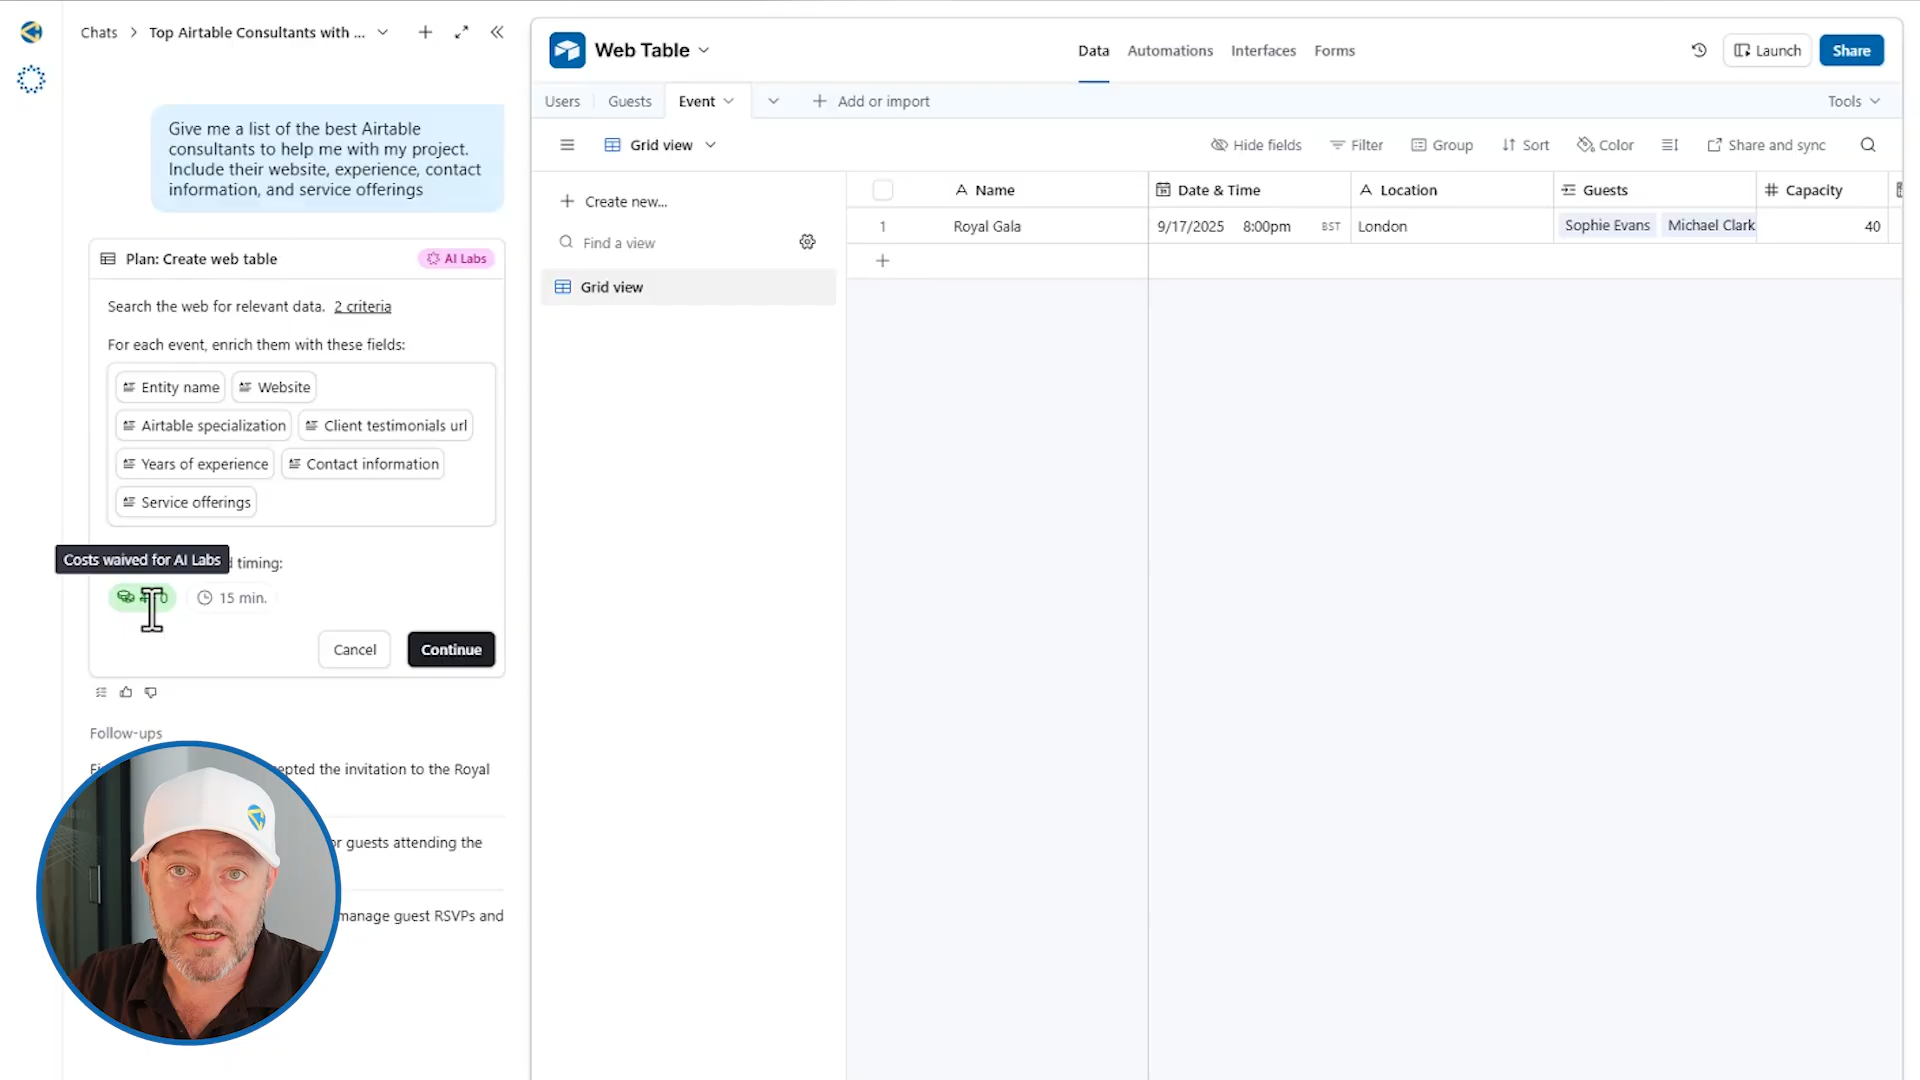 Chats
Top Airtable Consultants with ...
Give me a list of the best Airtable
consultants to help me with my project.
Include their website, experience, contact
information, and service offerings
Plan: Create web table
AI Labs
Search the web for relevant data. 2 criteria
For each event, enrich them with these fields:
Entity name
Website
Airtable specialization
Client testimonials url
Years of experience
Contact information
Service offerings
Costs waived for AI Labs
timing:
15 min.
Cancel
Continue
Follow-ups
the invitation to the Royal
guests attending the
manage guest RSVPs and
Web Table
Data
Automations
Interfaces
Forms
Launch
Share
Users
Guests
Event
Add or import
Tools
Grid view
Hide fields
Filter
Group
Sort
Color
Share and sync
Create new...
Find a view
Grid view
Name
Date & Time
Location
Guests
Capacity
1
Royal Gala
9/17/2025
8:00pm
BST
London
Sophie Evans
Michael Clark
40